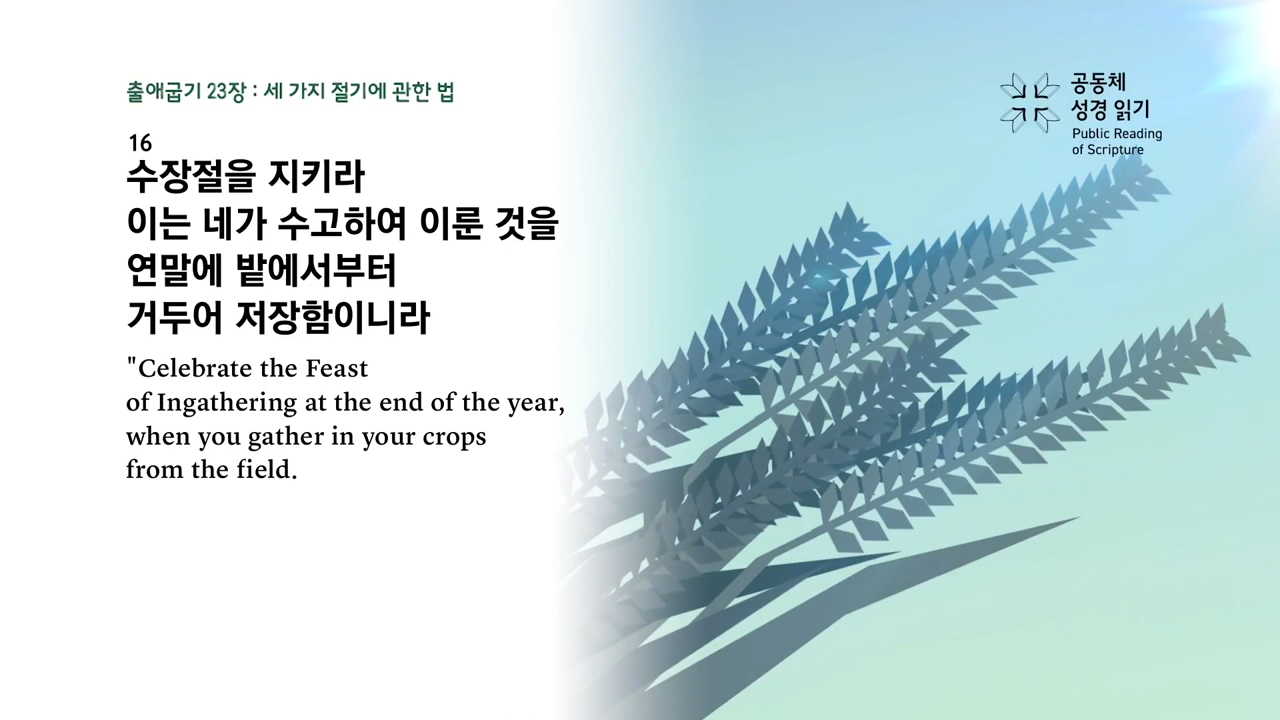 출애굽기 23장 : 세 가지 절기에 관한 법
16
수장절을 지키라
이는 네가 수고하여 이룬 것을
연말에 밭에서부터
거두어 저장함이니라
"Celebrate the Feast
of Ingathering at the end of the year,
when you gather in your crops
from the field.
공동체
성경 읽기
Public Reading
of Scripture